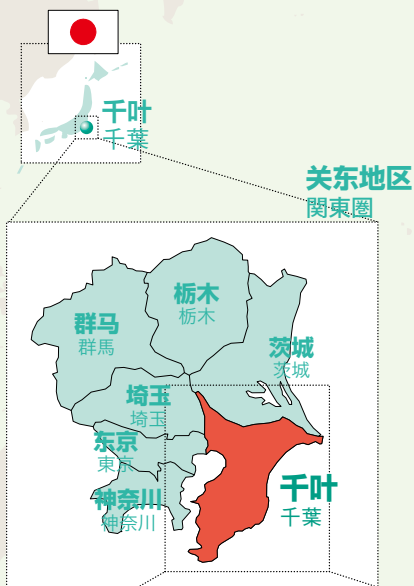 千叶
千葉
关东地区
関東圏
栃木
栃木
群马
群馬
茨城
茨城
埼玉
埼玉
东京
東京
神奈川
神奈川
千叶
千葉